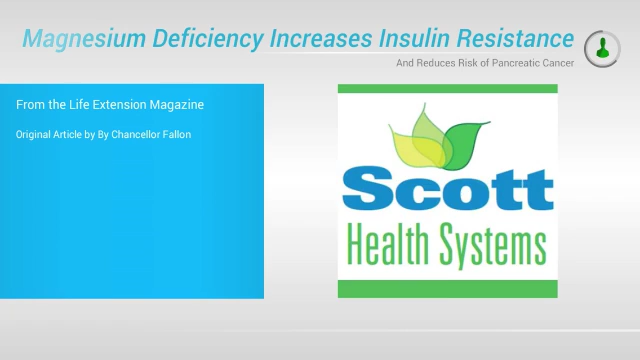 Magnesium Deficiency Increases Insulin Resistance
And Reduces Risk of Pancreatic Cancer
From the Life Extension Magazine
Original Article by By Chancellor Fallon
Scott
Health Systems